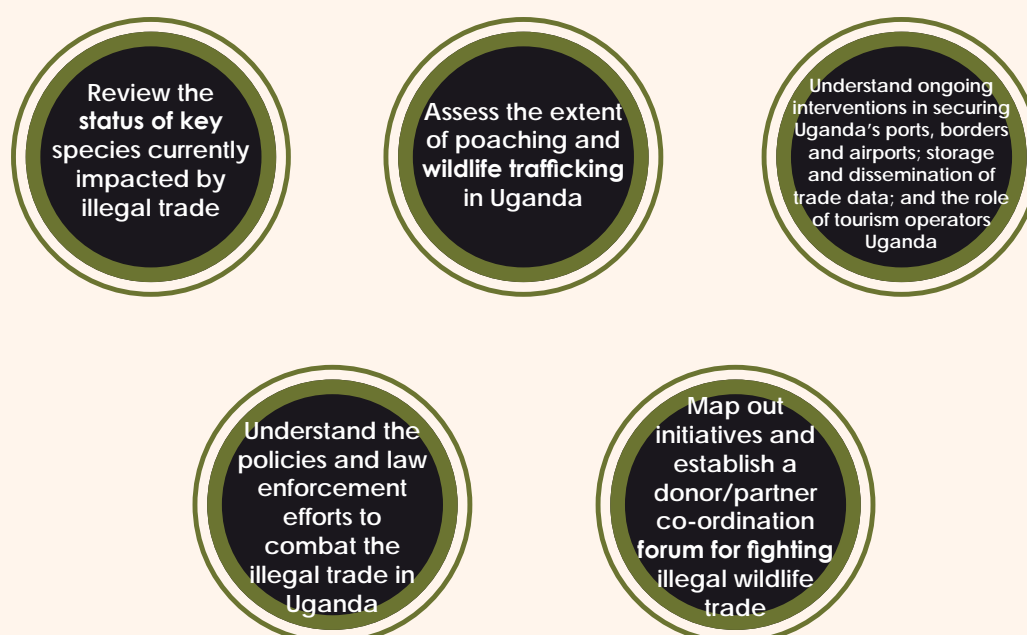 Review the
status of key
species currently
impacted by
illegal trade
Assess the extent
of poaching and
wildlife trafficking
in Uganda
Understand ongoing
interventions in securing
Uganda's ports, borders
and airports; storage
and dissemination of
trade data; and the role
of tourism operators
Uganda
Understand the
policies and law
enforcement
efforts to
combat the
illegal trade in
Uganda
Map out
initiatives and
establish a
donor/partner
co-ordination
forum for fighting
illegal wildlife
trade